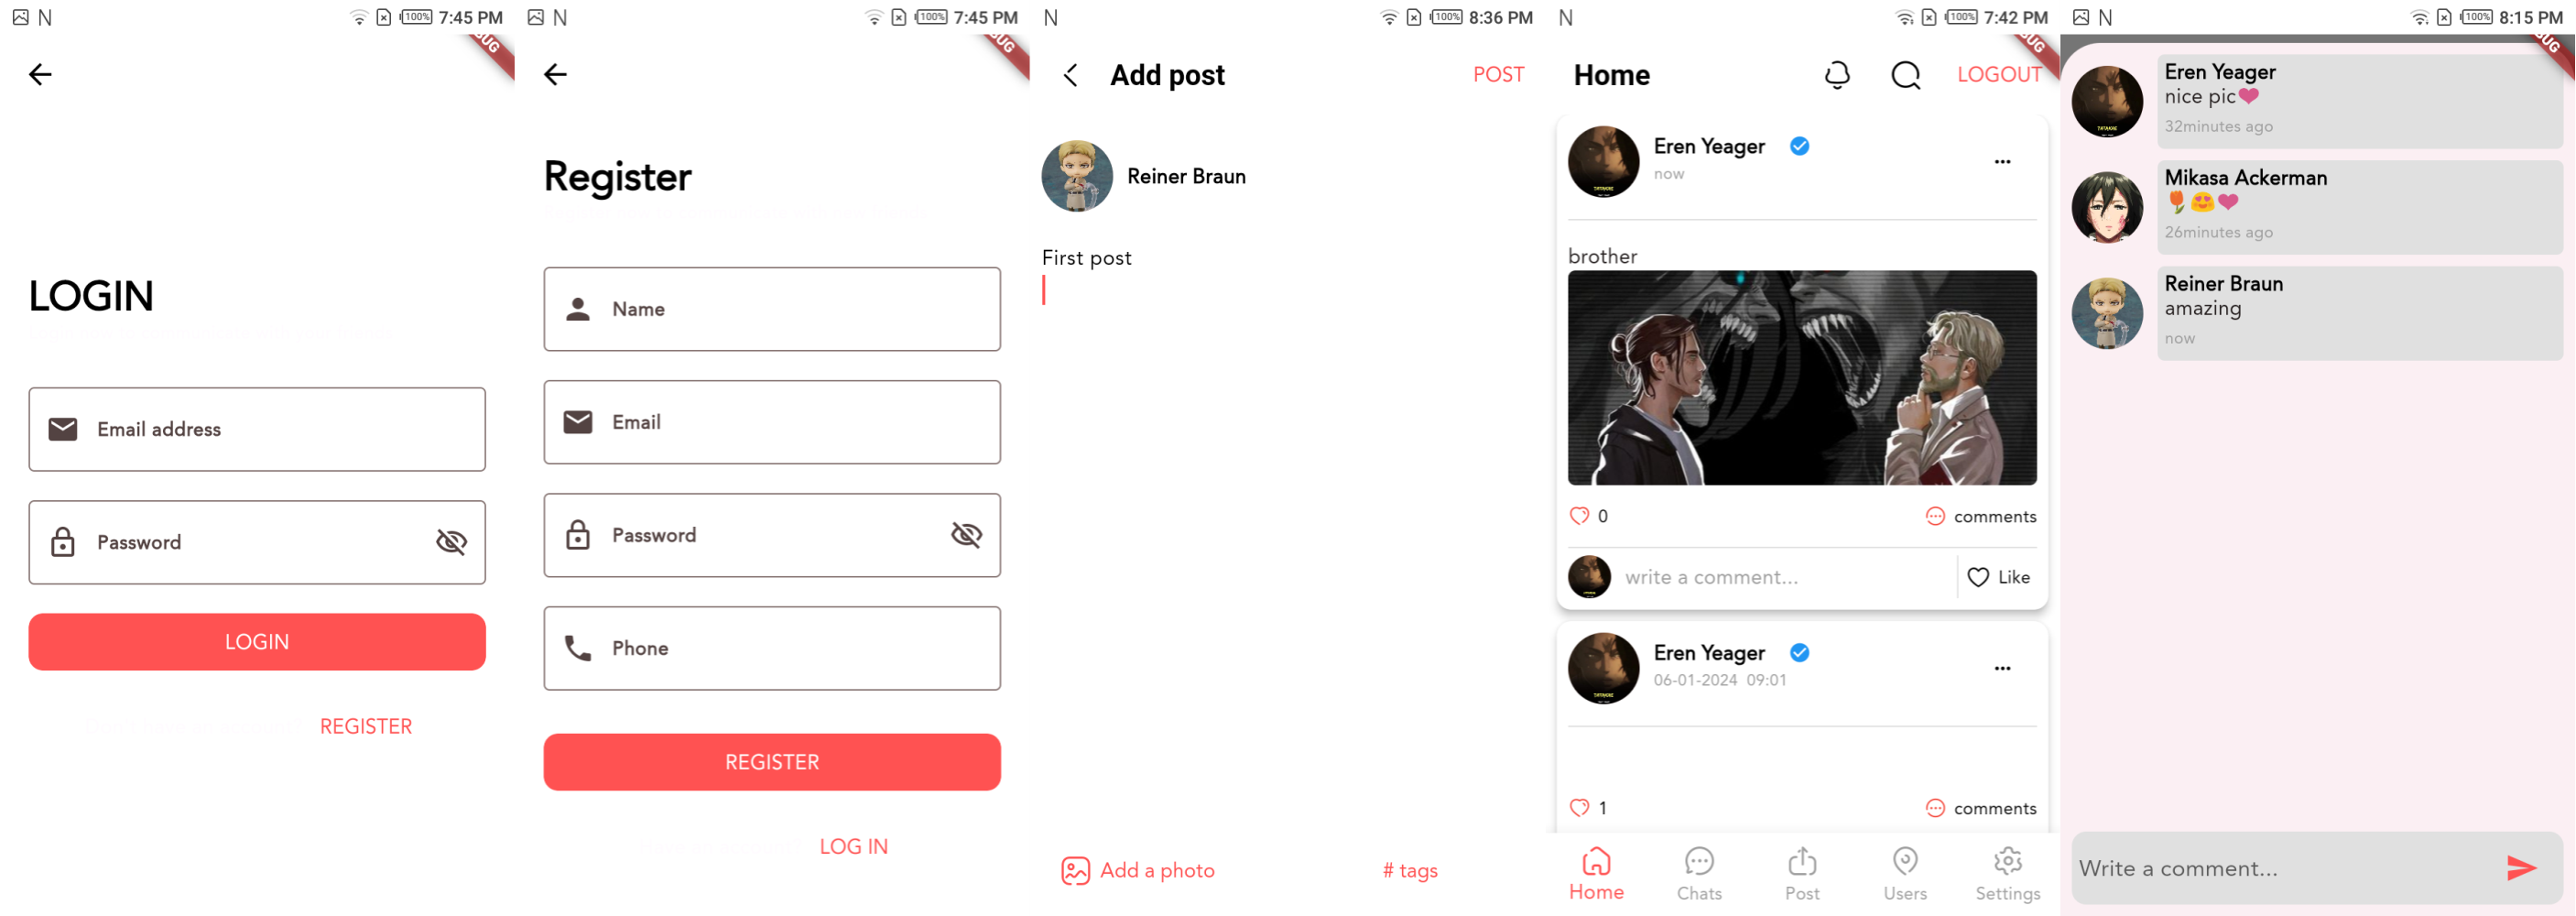 N
100%
7:45 PM
UG
LOGIN
Email address
Password
LOGIN
REGISTER
N
100%
7:45 PM
UG
Register
Name
Email
Password
Phone
REGISTER
LOG IN
N
100%
8:36 PM
Add post
POST
Reiner Braun
First post
Add a photo
# tags
N
100%
7:42 PM
UG
Home
LOGOUT
Eren Yeager
now
...
brother
0
comments
write a comment...
Like
Eren Yeager
06-01-2024 09:01
...
1
comments
Home
Chats
Post
Users
Settings
N
100%
8:15 PM
UG
Eren Yeager
nice pic❤
32minutes ago
Mikasa Ackerman
🌷😍❤
26minutes ago
Reiner Braun
amazing
now
Write a comment...